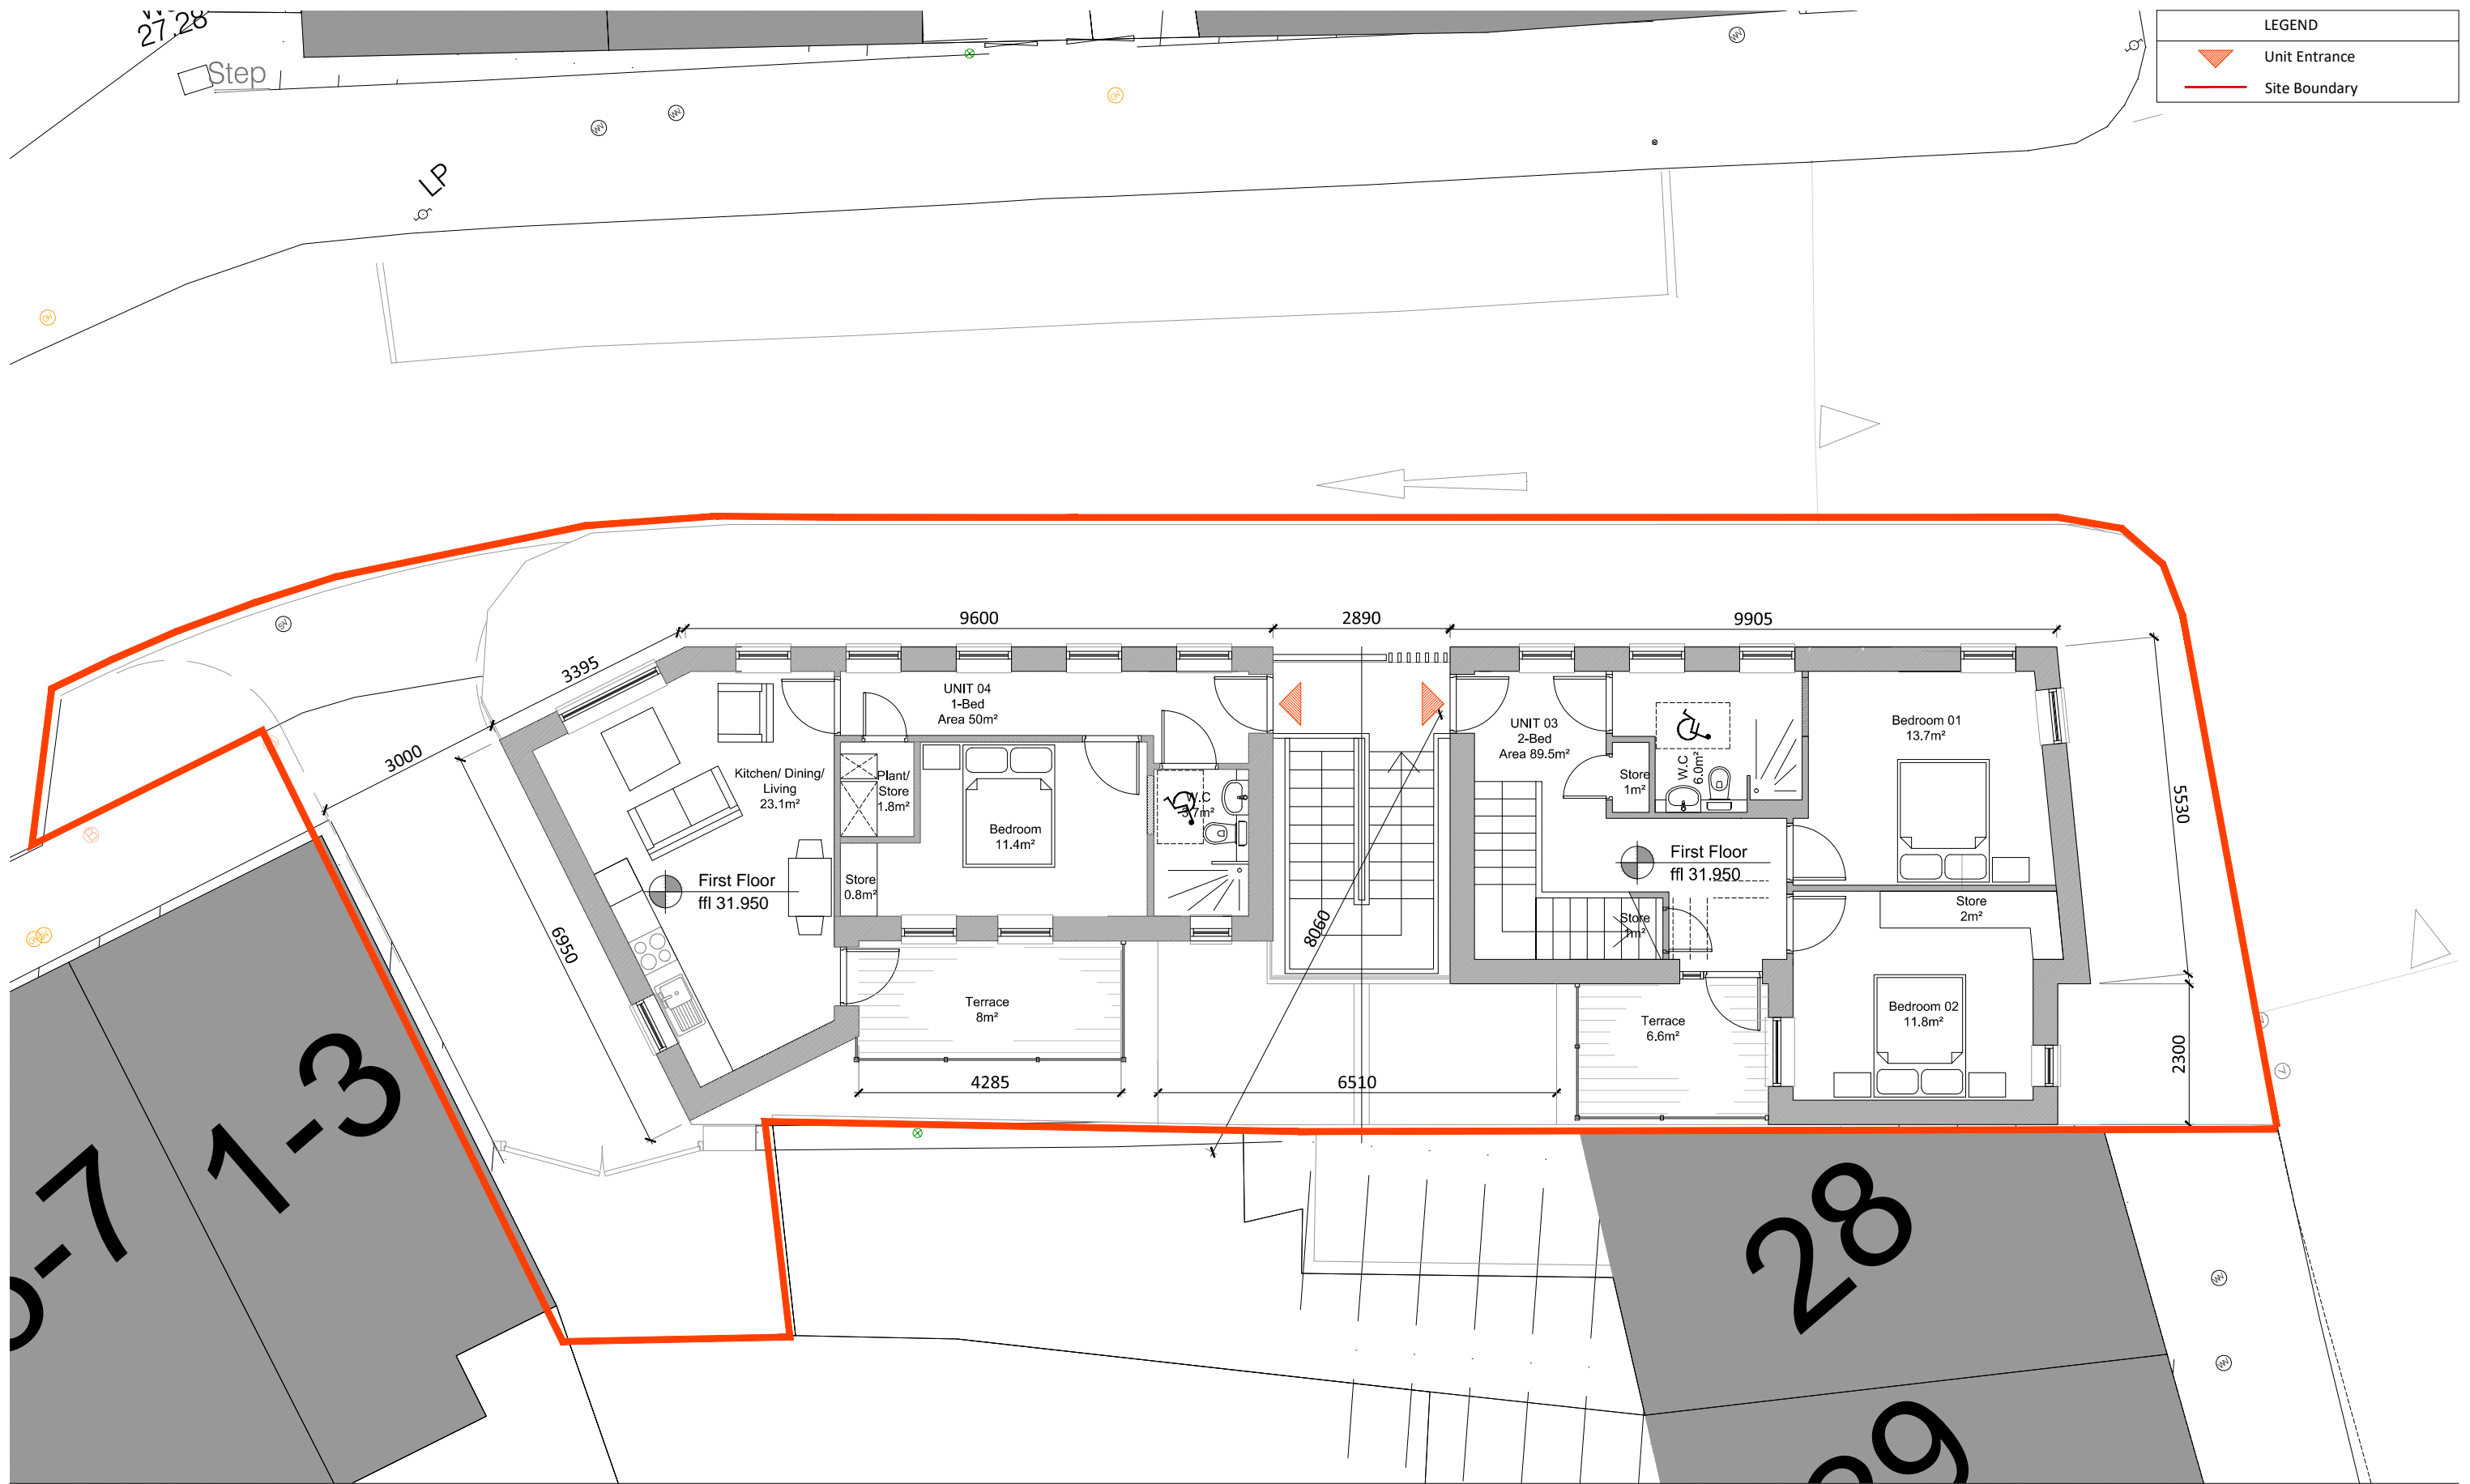 27.28
Step
LP
LEGEND
Unit Entrance
Site Boundary
9600
2890
9905
3395
3000
6950
UNIT 04
1-Bed
Area 50m²
Kitchen/ Dining/
Living
23.1m²
Plant/
Store
1.8m²
Bedroom
11.4m²
W.C
3.7m²
Store
0.8m²
First Floor
ffl 31.950
Terrace
8m²
4285
6510
8060
UNIT 03
2-Bed
Area 89.5m²
Store
1m²
W.C
6.0m²
Bedroom 01
13.7m²
First Floor
ffl 31.950
Store
1m²
Store
2m²
Bedroom 02
11.8m²
Terrace
6.6m²
5530
2300
1-3
28